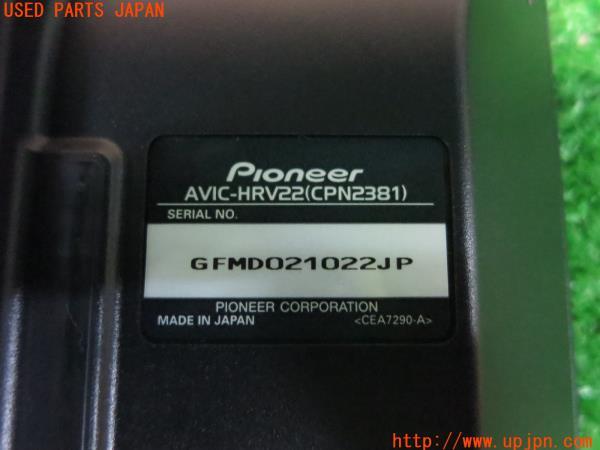 USED PARTS JAPAN
Pioneer
AVIC-HRV22(CPN2381)
SERIAL NO.
GFMD021022JP
PIONEER CORPORATION
MADE IN JAPAN <CEA7290-A>
http://www.upjpn.com